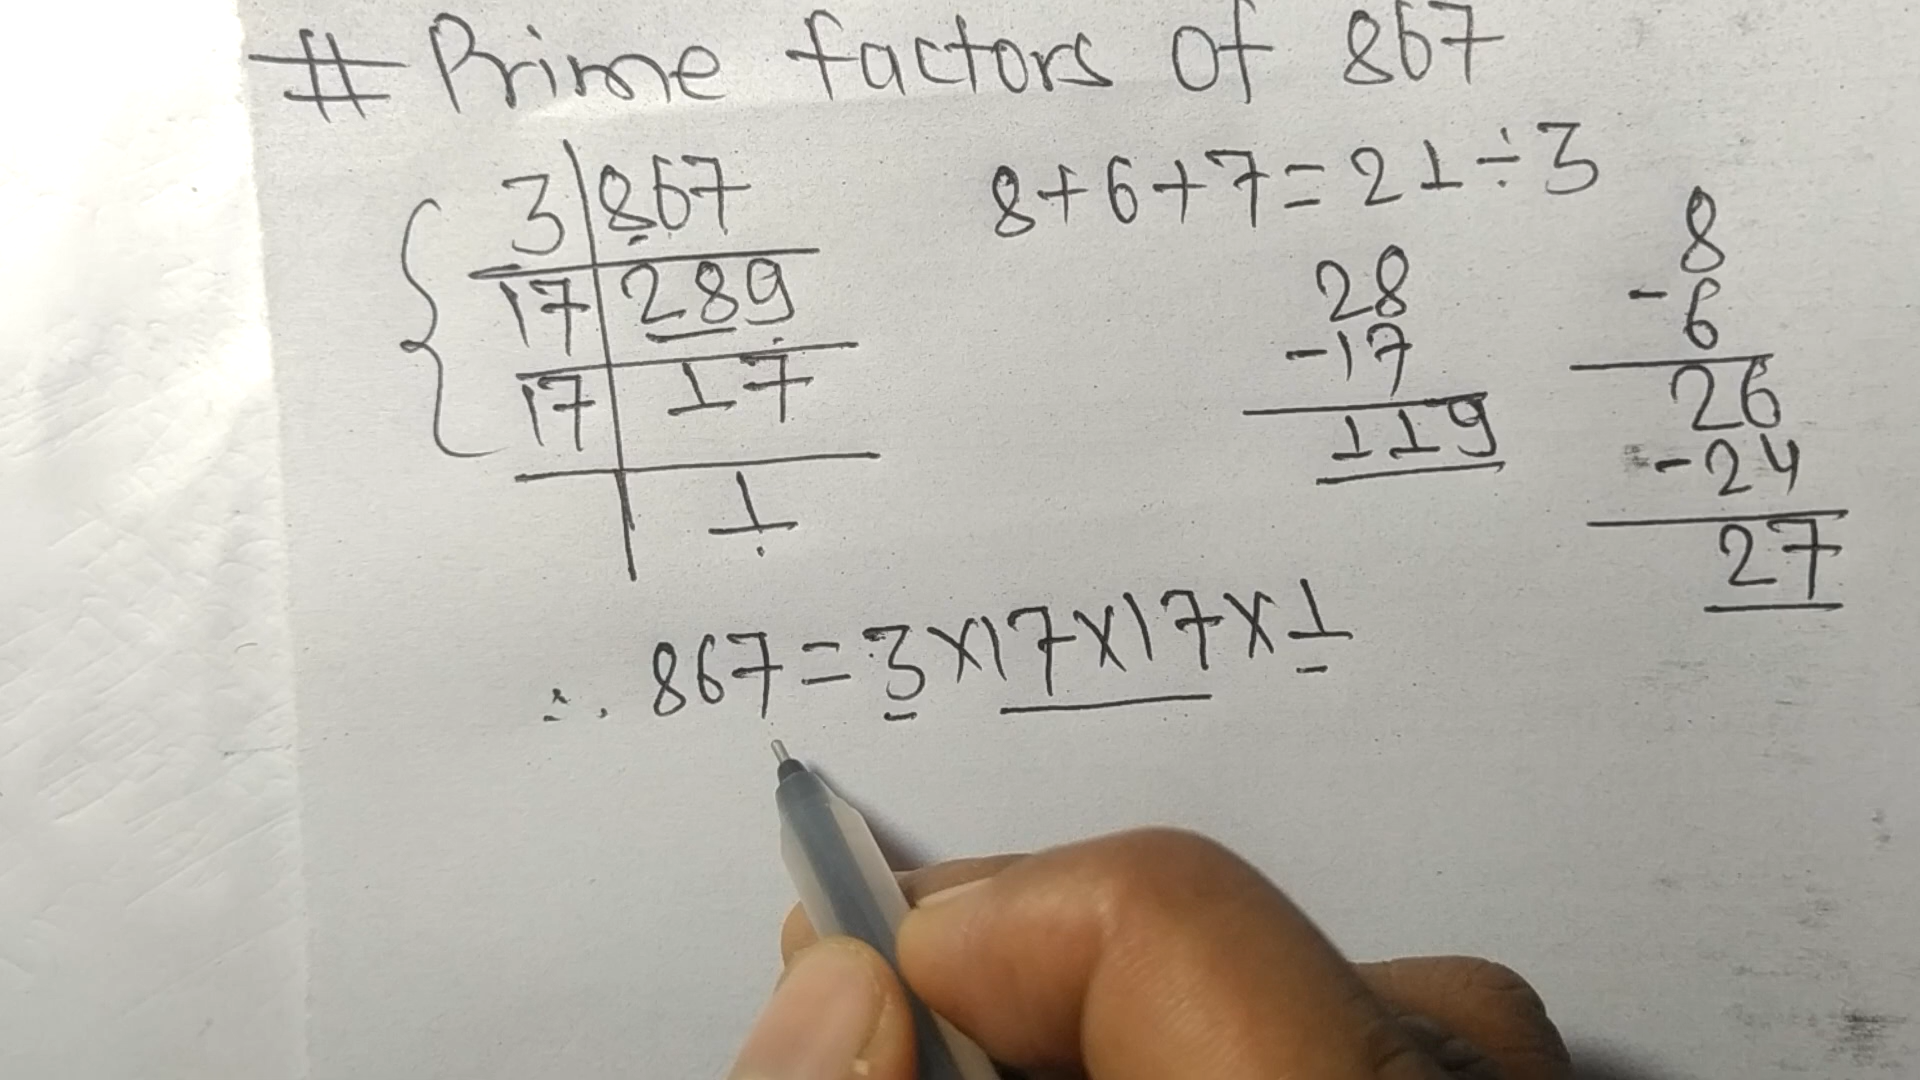 # Prime factors of 867
3 | 867
17 | 289
17 | 17
1
8+6+7=21÷3
28
-17
119
8
-6
26
-24
27
∴ 867=3×17×17×1